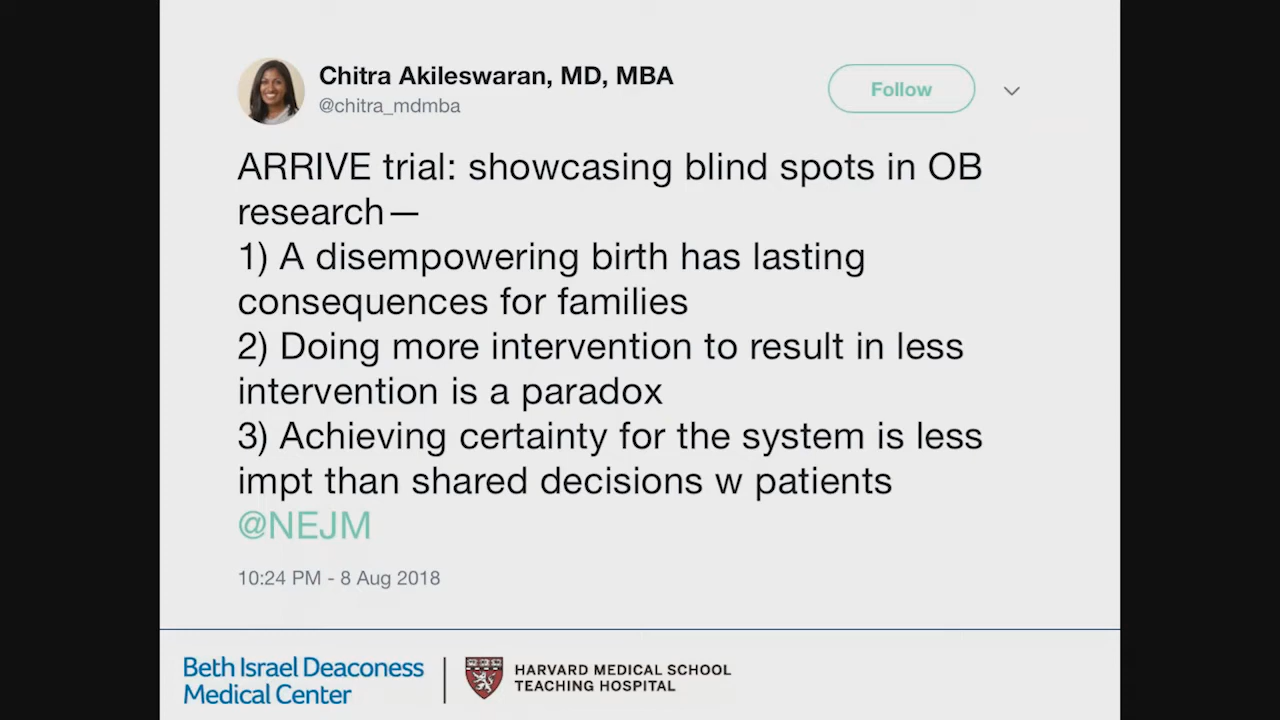 Chitra Akileswaran, MD, MBA
@chitra_mdmba
Follow
ARRIVE trial: showcasing blind spots in OB
research—
1) A disempowering birth has lasting
consequences for families
2) Doing more intervention to result in less
intervention is a paradox
3) Achieving certainty for the system is less
impt than shared decisions w patients
@NEJM
10:24 PM - 8 Aug 2018
Beth Israel Deaconess
Medical Center
HARVARD MEDICAL SCHOOL
TEACHING HOSPITAL